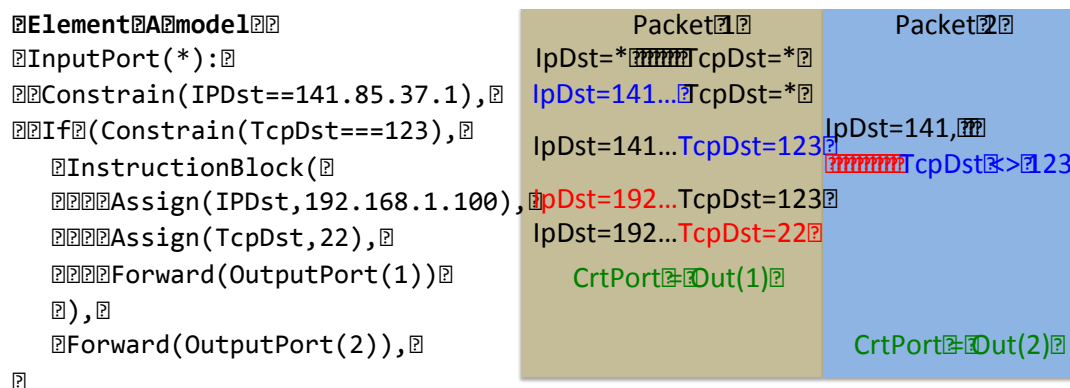 Element A model
InputPort(*):
Constrain(IPDst==141.85.37.1),
If (Constrain(TcpDst===123),
InstructionBlock(
Assign(IPDst,192.168.1.100),
Assign(TcpDst,22),
Forward(OutputPort(1))
),
Forward(OutputPort(2)),
Packet 1
IpDst=* TcpDst=*
IpDst=141… TcpDst=*
IpDst=141…TcpDst=123
IpDst=192…TcpDst=123
IpDst=192…TcpDst=22
CrtPort = Out(1)
Packet 2
IpDst=141,
TcpDst <> 123
CrtPort = Out(2)